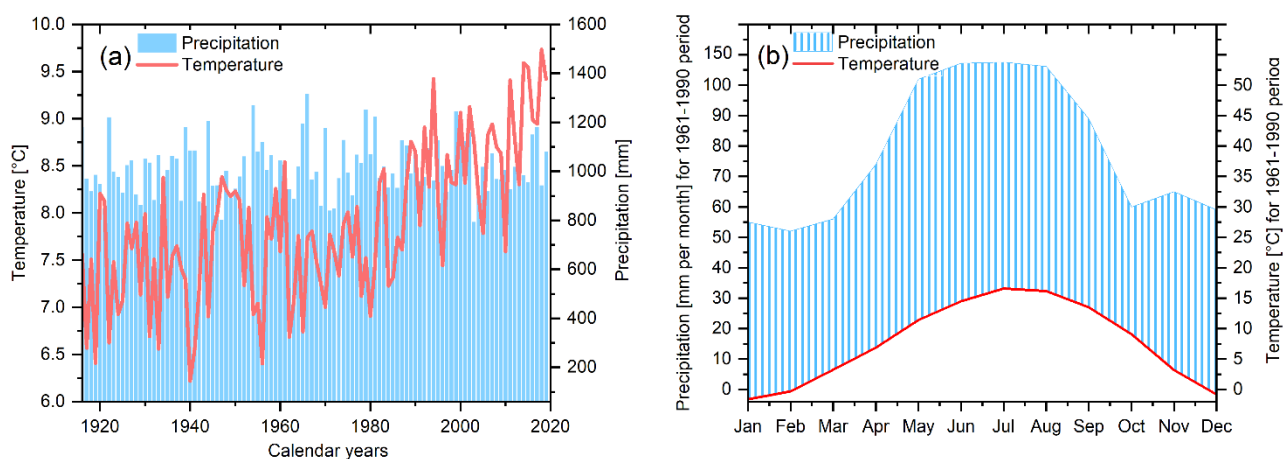 (a)
Precipitation
Temperature
Temperature [°C]
10.0
9.5
9.0
8.5
8.0
7.5
7.0
6.5
6.0
1920
1940
1960
1980
2000
2020
Calendar years
1600
1400
1200
1000
800
600
400
200
Precipitation [mm]
(b)
Precipitation
Temperature
Precipitation [mm per month] for 1961-1990 period
150
100
90
80
70
60
50
40
30
20
10
0
Jan
Feb
Mar
Apr
May
Jun
Jul
Aug
Sep
Oct
Nov
Dec
50
45
40
35
30
25
20
15
10
5
0
Temperature [°C] for 1961-1990 period